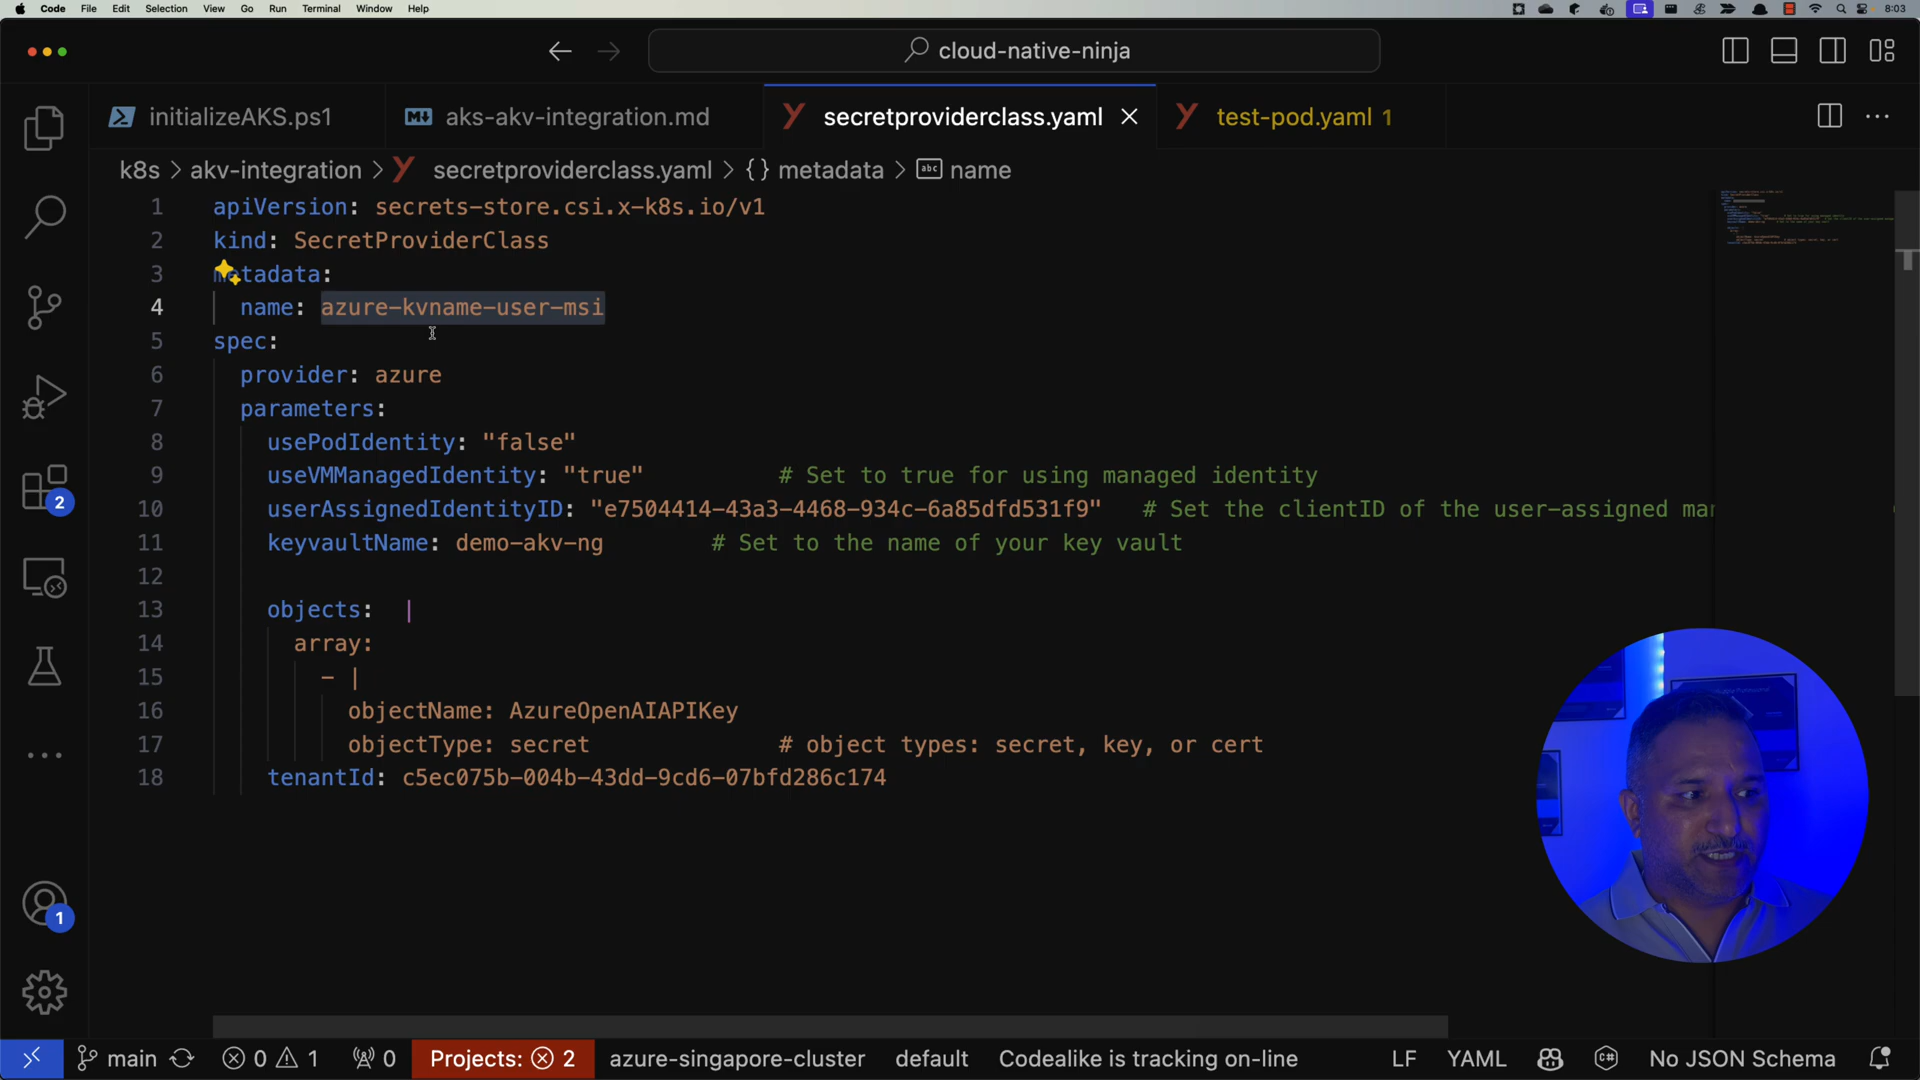 Code File Edit Selection View Go Run Terminal Window Help 8:03
cloud-native-ninja
initializeAKS.ps1 aks-akv-integration.md secretproviderclass.yaml test-pod.yaml 1
k8s > akv-integration > secretproviderclass.yaml > {} metadata > abc name
1 apiVersion: secrets-store.csi.x-k8s.io/v1
2 kind: SecretProviderClass
3 metadata:
4 name: azure-kvname-user-msi
5 spec:
6 provider: azure
7 parameters:
8 usePodIdentity: "false"
9 useVMManagedIdentity: "true" # Set to true for using managed identity
10 userAssignedIdentityID: "e7504414-43a3-4468-934c-6a85dfd531f9" # Set the clientID of the user-assigned
11 keyvaultName: demo-akv-ng # Set to the name of your key vault
12
13 objects: |
14 array:
15 - |
16 objectName: AzureOpenAIAPIKey
17 objectType: secret # object types: secret, key, or cert
18 tenantId: c5ec075b-004b-43dd-9cd6-07bfd286c174
2
1
main 0 1 0 Projects: 2 azure-singapore-cluster default Codealike is tracking on-line LF YAML No JSON Schema